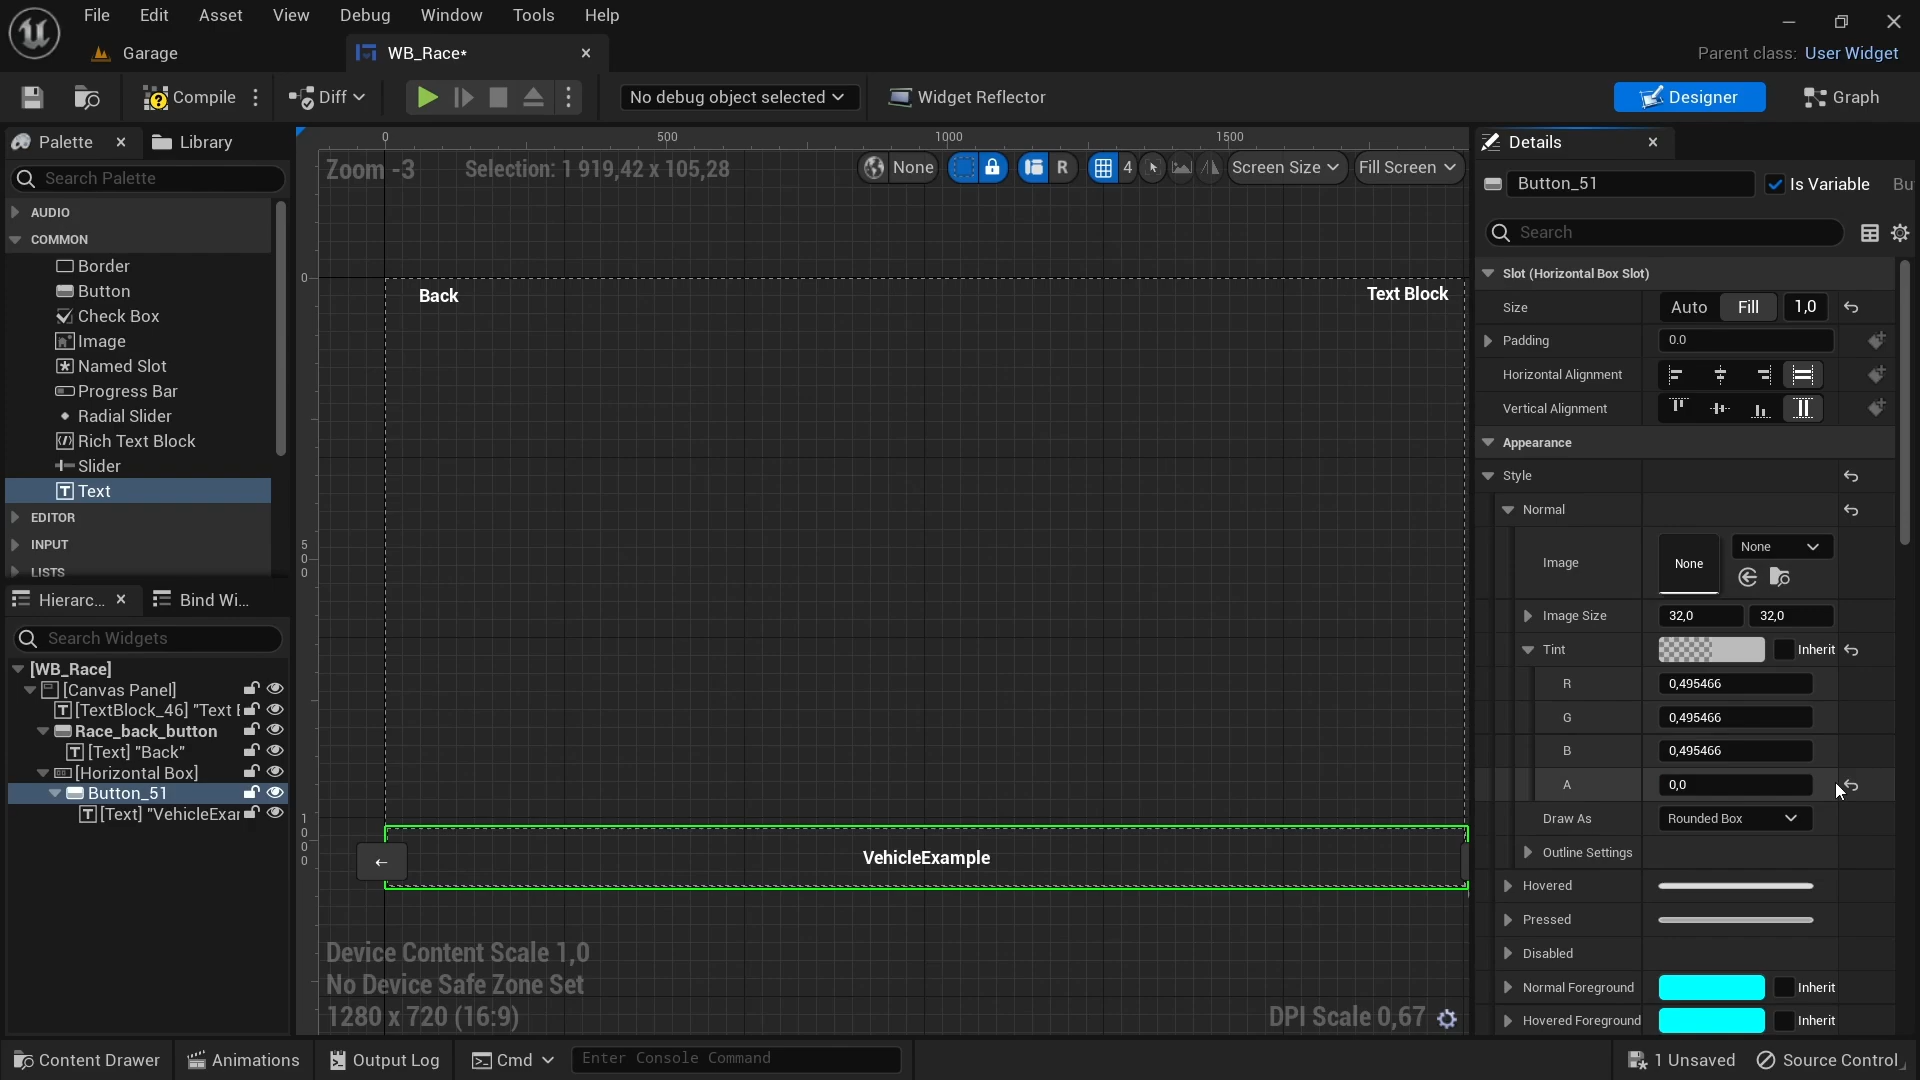 File Edit Asset View Debug Window Tools Help
Garage
WB_Race*
Parent class: User Widget
Compile
Diff
No debug object selected
Widget Reflector
Designer
Graph
Palette
Library
Search Palette
AUDIO
COMMON
Border
Button
Check Box
Image
Named Slot
Progress Bar
Radial Slider
Rich Text Block
Slider
Text
EDITOR
INPUT
LISTS
Hierarc...
Bind Wi...
Search Widgets
[WB_Race]
[Canvas Panel]
[TextBlock_46] "Text
Race_back_button
[Text] "Back"
[Horizontal Box]
Button_51
[Text] "VehicleExar
0 500 1000 1500
Zoom -3
Selection: 1 919,42 x 105,28
None
R
4
Screen Size
Fill Screen
0
500
1000
Back
Text Block
←
VehicleExample
Device Content Scale 1,0
No Device Safe Zone Set
1280 x 720 (16:9)
DPI Scale 0,67
Details
Button_51
Is Variable
Bu
Search
Slot (Horizontal Box Slot)
Size Auto Fill 1,0
Padding 0.0
Horizontal Alignment
Vertical Alignment
Appearance
Style
Normal
Image None None
Image Size 32,0 32,0
Tint Inherit
R 0,495466
G 0,495466
B 0,495466
A 0,0
Draw As Rounded Box
Outline Settings
Hovered
Pressed
Disabled
Normal Foreground Inherit
Hovered Foreground Inherit
Content Drawer
Animations
Output Log
Cmd
Enter Console Command
1 Unsaved
Source Control